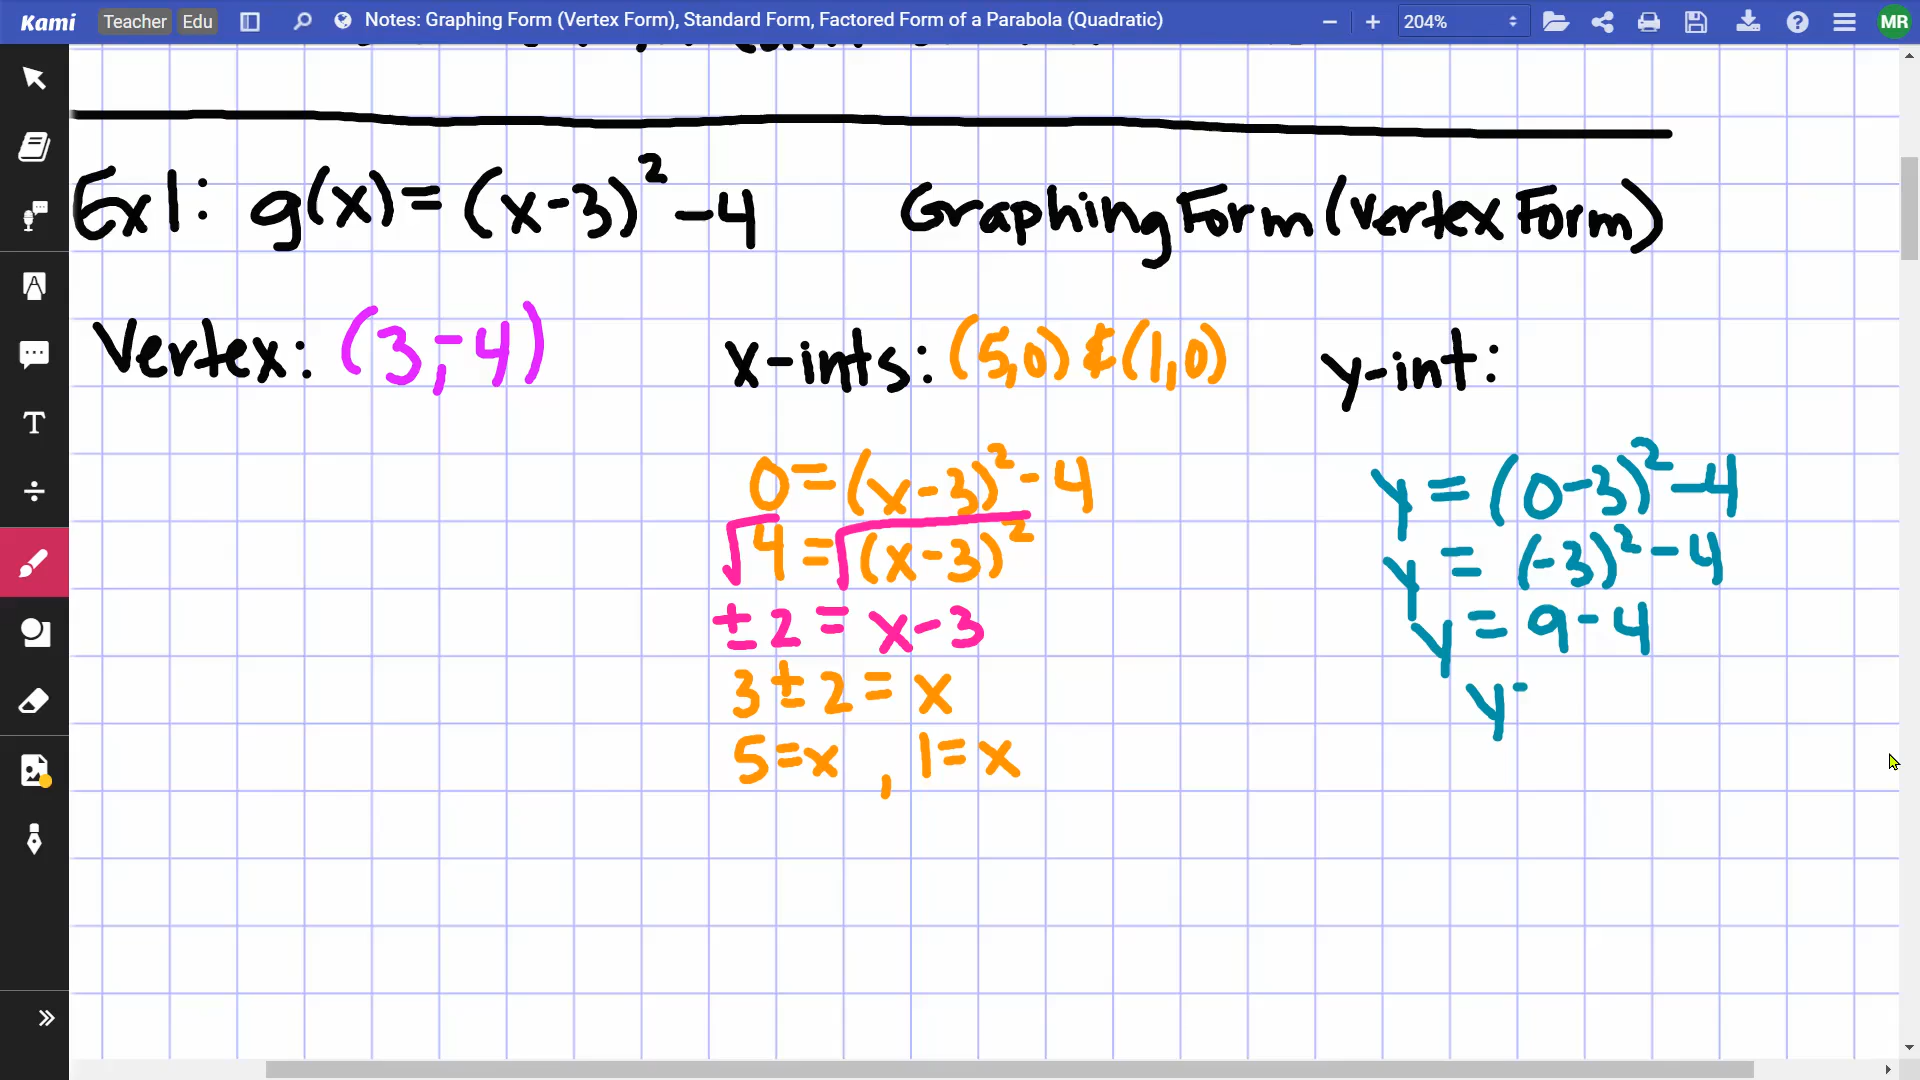 Kami Teacher Edu Notes: Graphing Form (Vertex Form), Standard Form, Factored Form of a Parabola (Quadratic) 204% MR
Ex1: g(x) = (x-3)² - 4 Graphing Form (Vertex Form)
Vertex: (3,-4) x-ints: (5,0) & (1,0) y-int:
0 = (x-3)² - 4
√4 = √(x-3)²
± 2 = x-3
3 ± 2 = x
5 = x , 1 = x
y = (0-3)² - 4
y = (-3)² - 4
y = 9 - 4
y -